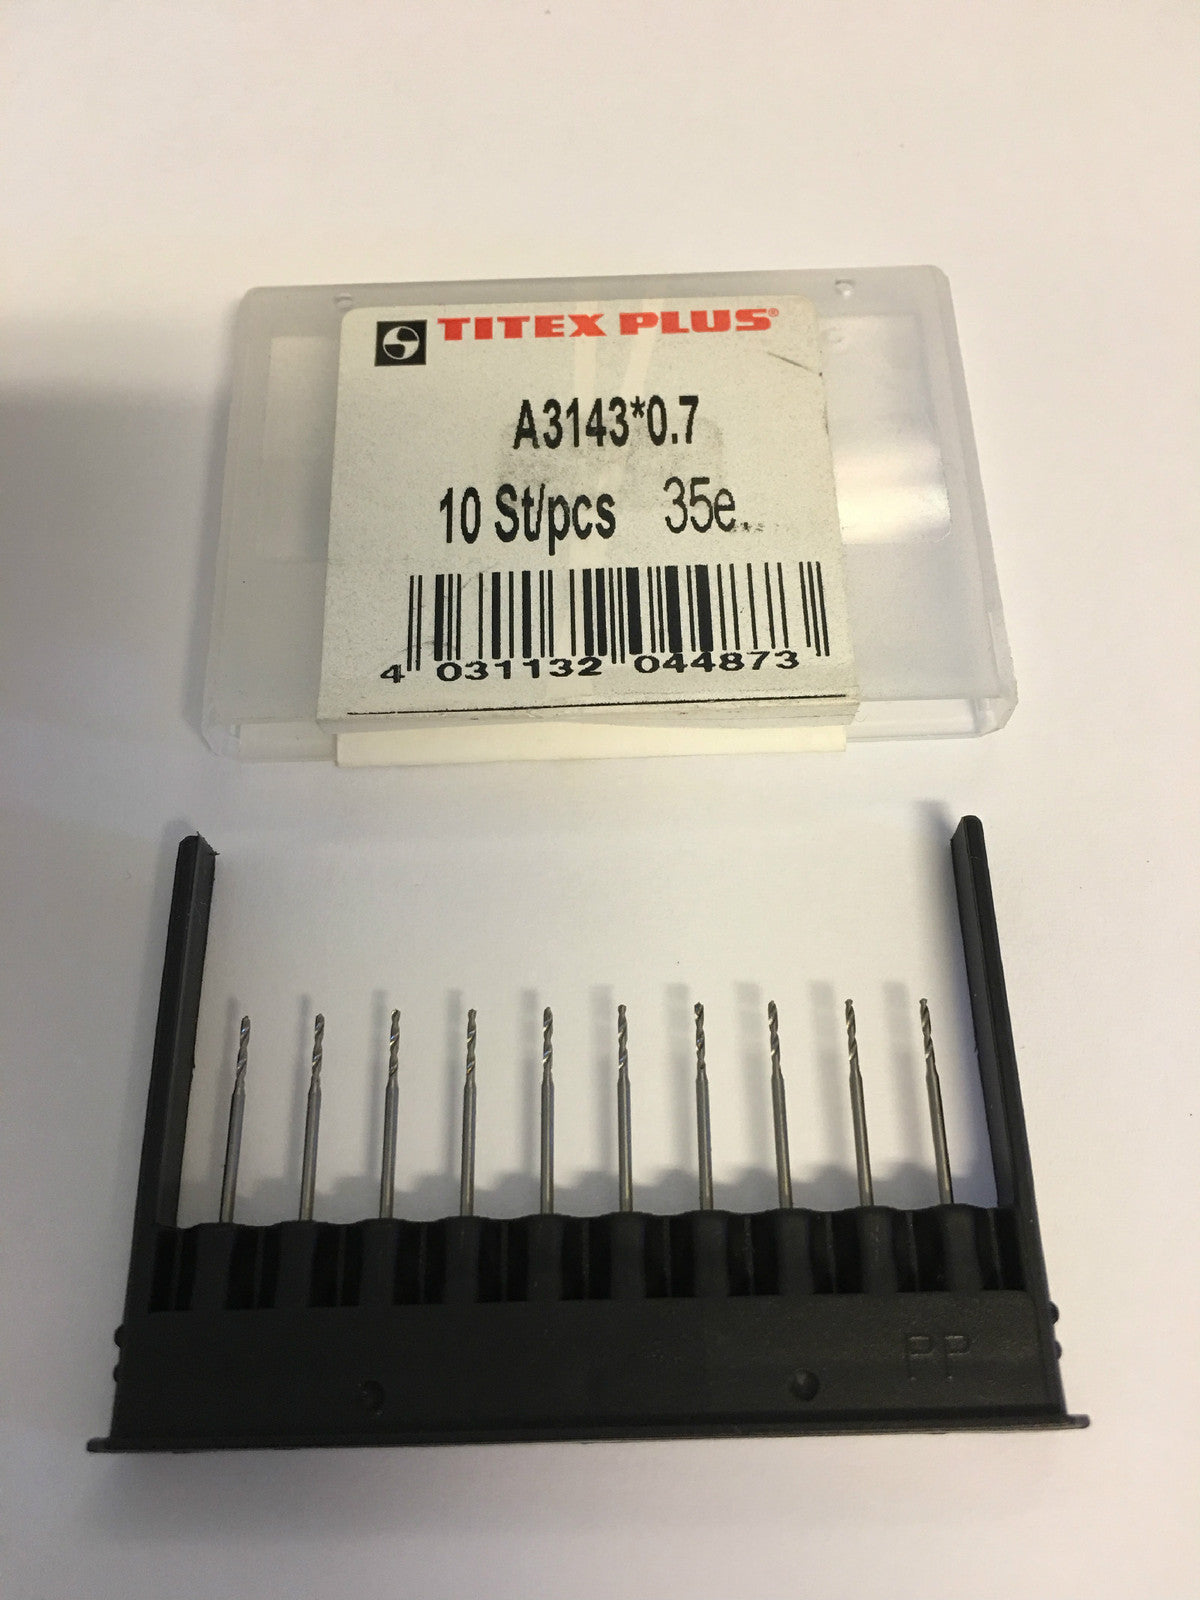 TITEX PLUS®
A3143*0.7
10 St/pcs 35e.
4 031132 044873
PP